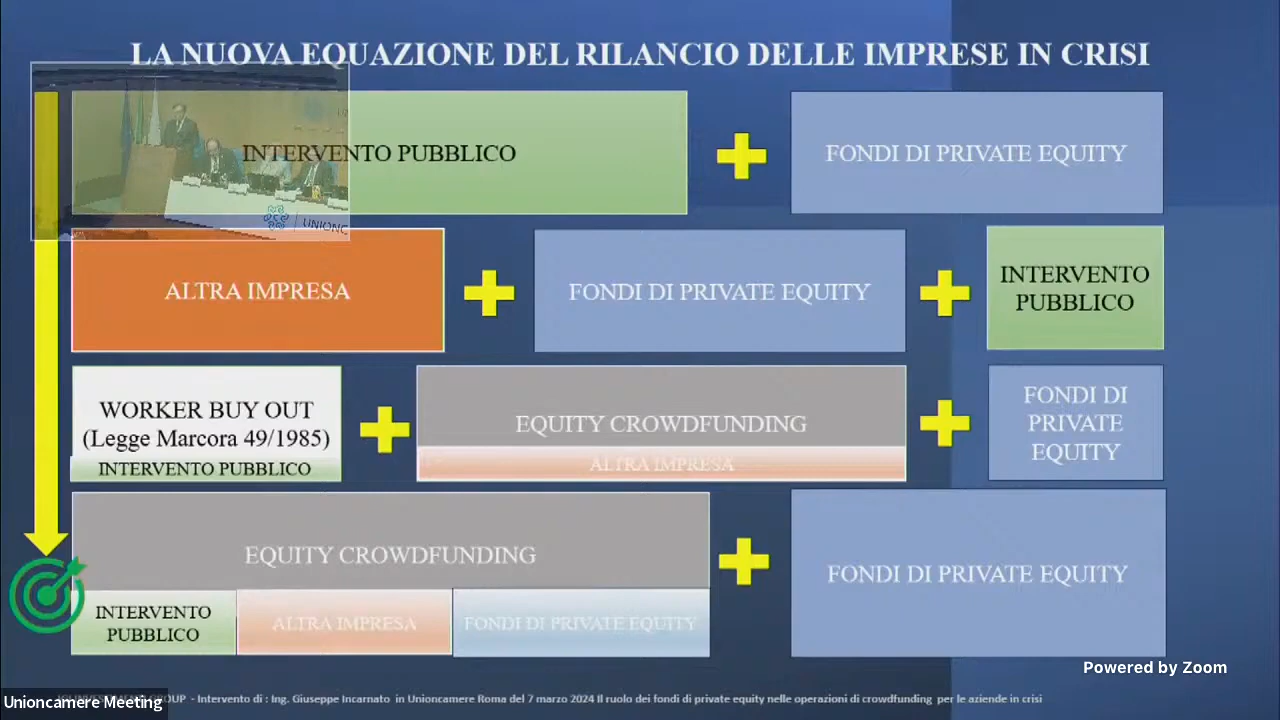 LA NUOVA EQUAZIONE DEL RILANCIO DELLE IMPRESE IN CRISI
INTERVENTO PUBBLICO
FONDI DI PRIVATE EQUITY
UNIONC
ALTRA IMPRESA
FONDI DI PRIVATE EQUITY
INTERVENTO
PUBBLICO
WORKER BUY OUT
(Legge Marcora 49/1985)
INTERVENTO PUBBLICO
EQUITY CROWDFUNDING
ALTRA IMPRESA
FONDI DI
PRIVATE
EQUITY
EQUITY CROWDFUNDING
INTERVENTO
PUBBLICO
ALTRA IMPRESA
FONDI DI PRIVATE EQUITY
FONDI DI PRIVATE EQUITY
Powered by Zoom
GROUP - Intervento di : Ing. Giuseppe Incarnato in Unioncamere Roma del 7 marzo 2024 Il ruolo dei fondi di private equity nelle operazioni di crowdfunding per le aziende in crisi
Unioncamere Meeting